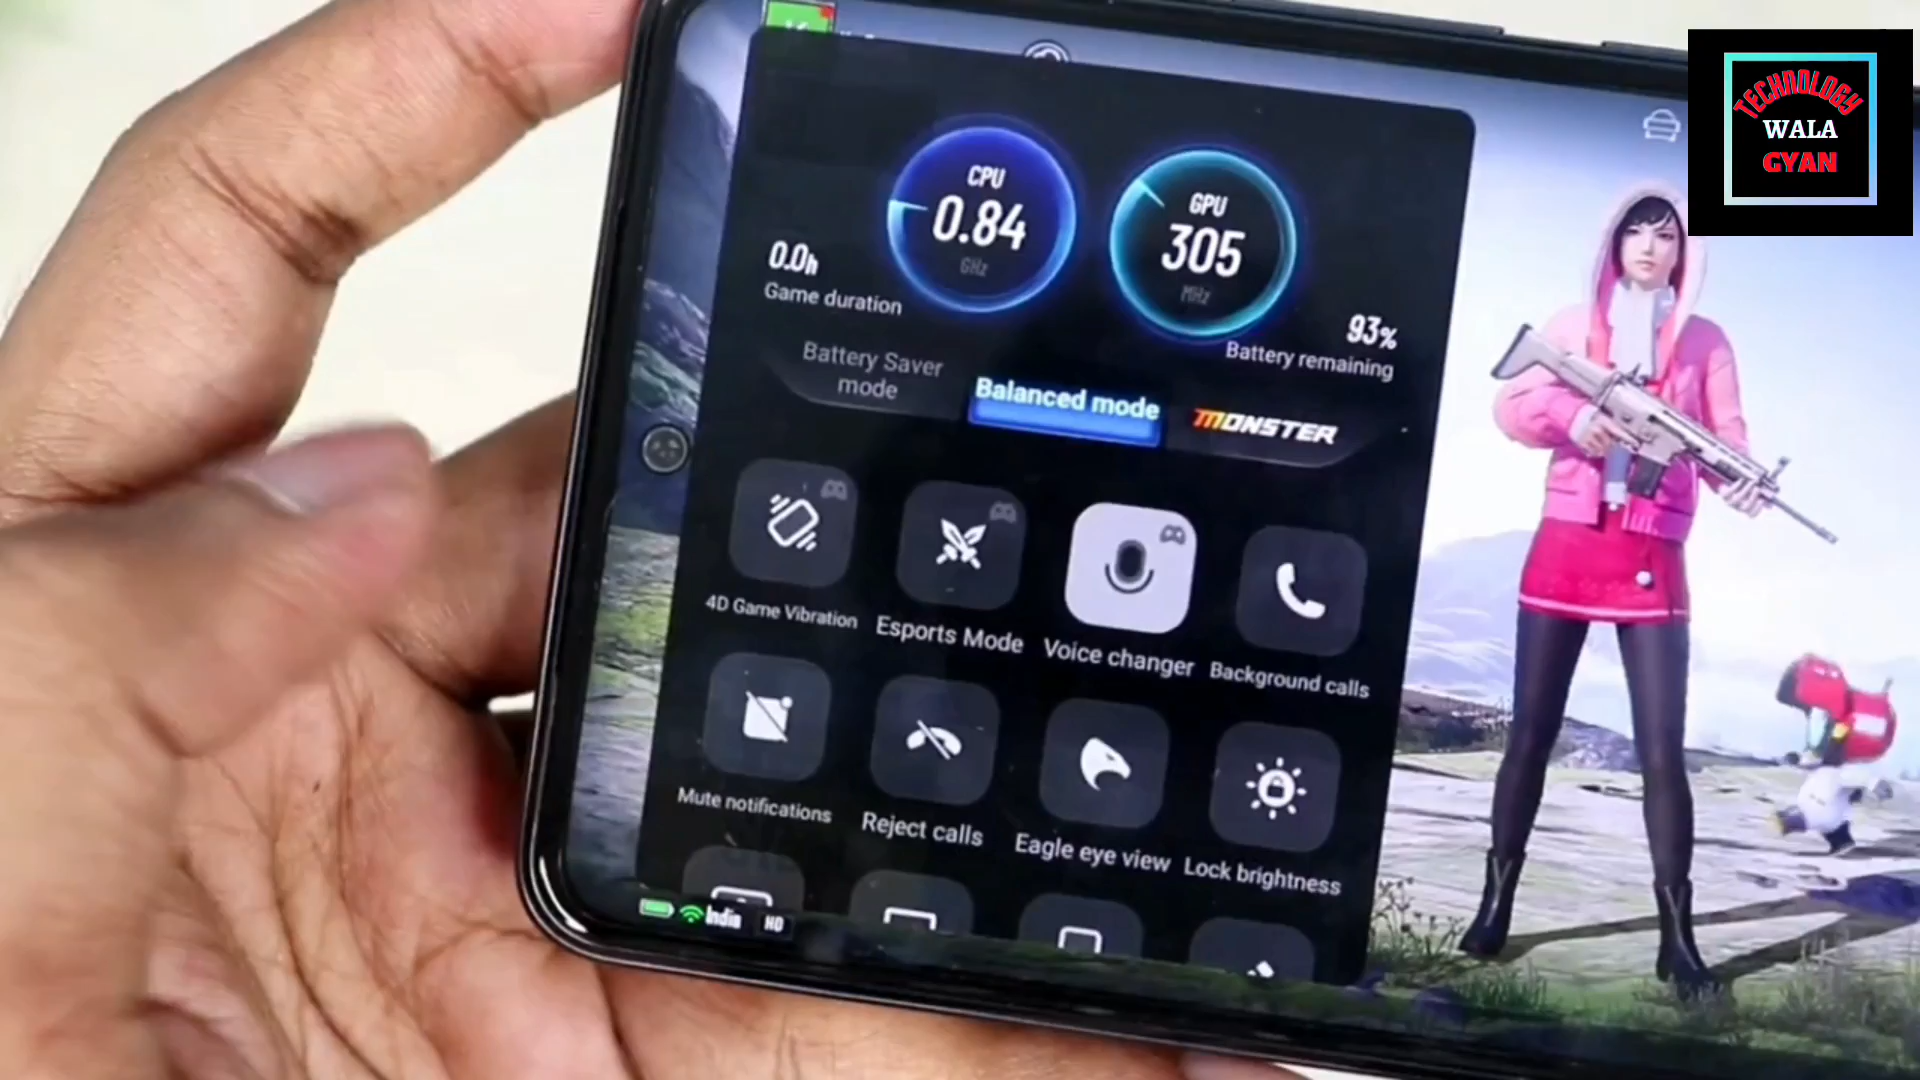 TECHNOLOGY
WALA
GYAN
CPU
0.84
GHz
GPU
305
MHz
0.0h
Game duration
93%
Battery remaining
Battery Saver
mode
Balanced mode
MONSTER
4D Game Vibration
Esports Mode
Voice changer
Background calls
Mute notifications
Reject calls
Eagle eye view
Lock brightness
India
HD